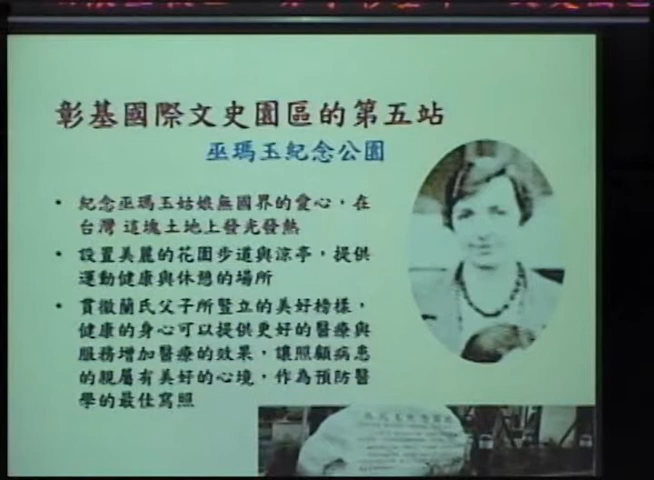 彰基國際文史園區的第五站
巫瑪玉紀念公園
• 紀念巫瑪玉姑娘無國界的愛心，在
台灣 這塊土地上發光發熱
• 設置美麗的花園步道與涼亭，提供
運動健康與休憩的場所
• 貫徹蘭氏父子所豎立的美好榜樣，
健康的身心可以提供更好的醫療與
服務增加醫療的效果，讓照顧病患
的親屬有美好的心境，作為預防醫
學的最佳寫照